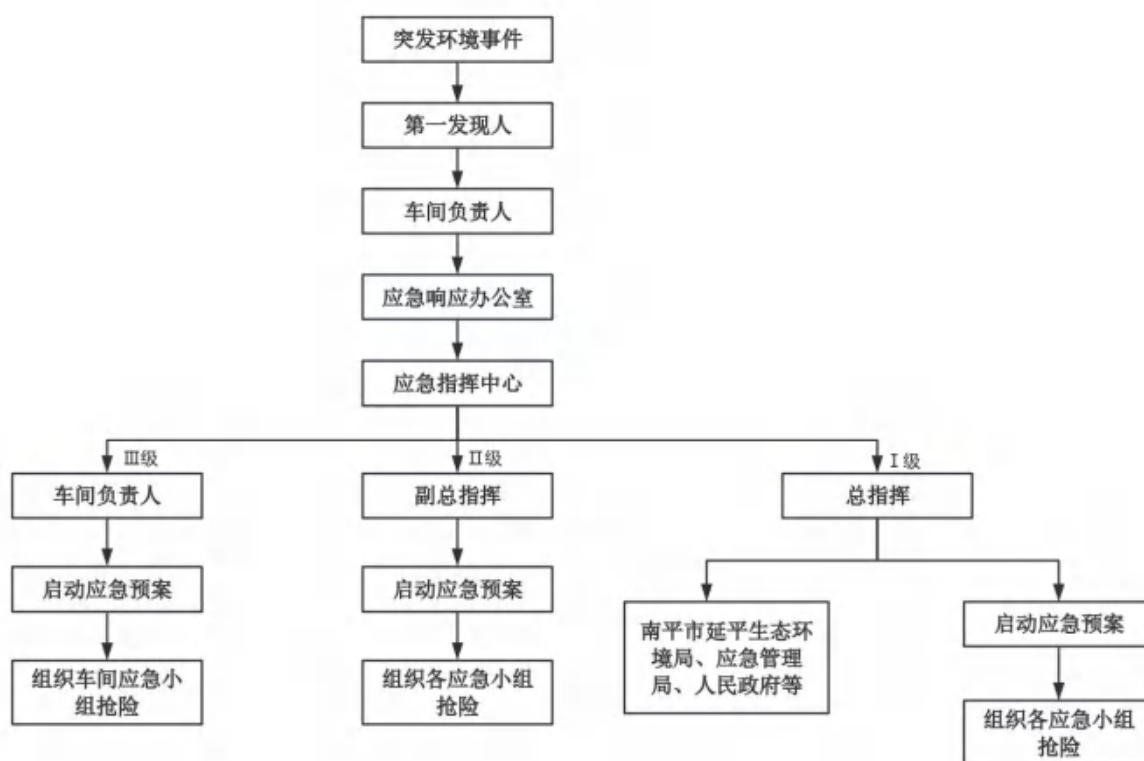 突发环境事件
第一发现人
车间负责人
应急响应办公室
应急指挥中心
Ⅲ级
Ⅱ级
Ⅰ级
车间负责人
副总指挥
总指挥
启动应急预案
启动应急预案
南平市延平生态环
境局、应急管理
局、人民政府等
启动应急预案
组织车间应急小
组抢险
组织各应急小组
抢险
组织各应急小组
抢险